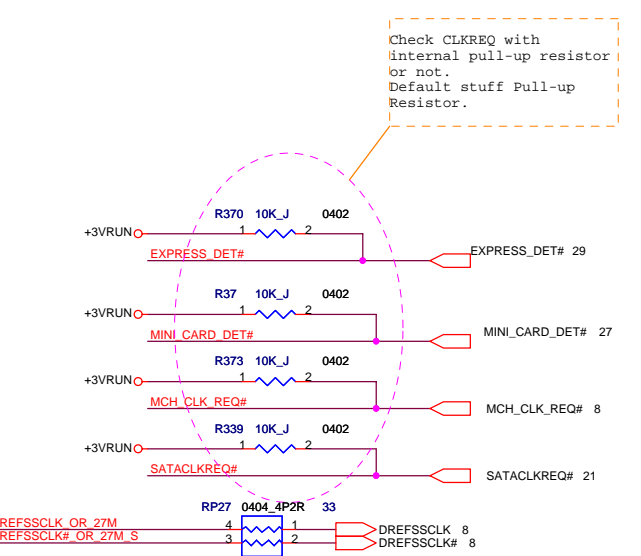 Check CLKREQ with
internal pull-up resistor
or not.
Default stuff Pull-up
Resistor.
R370 10K_J 0402
+3VRUN 1 2
EXPRESS_DET# EXPRESS_DET# 29
R37 10K_J 0402
+3VRUN 1 2
MINI_CARD_DET# MINI_CARD_DET# 27
R373 10K_J 0402
+3VRUN 1 2
MCH_CLK_REQ# MCH_CLK_REQ# 8
R339 10K_J 0402
+3VRUN 1 2
SATACLKREQ# SATACLKREQ# 21
RP27 0404_4P2R 33
REFSSCLK_OR_27M 4 1 DREFSSCLK 8
REFSSCLK#_OR_27M_S 3 2 DREFSSCLK# 8